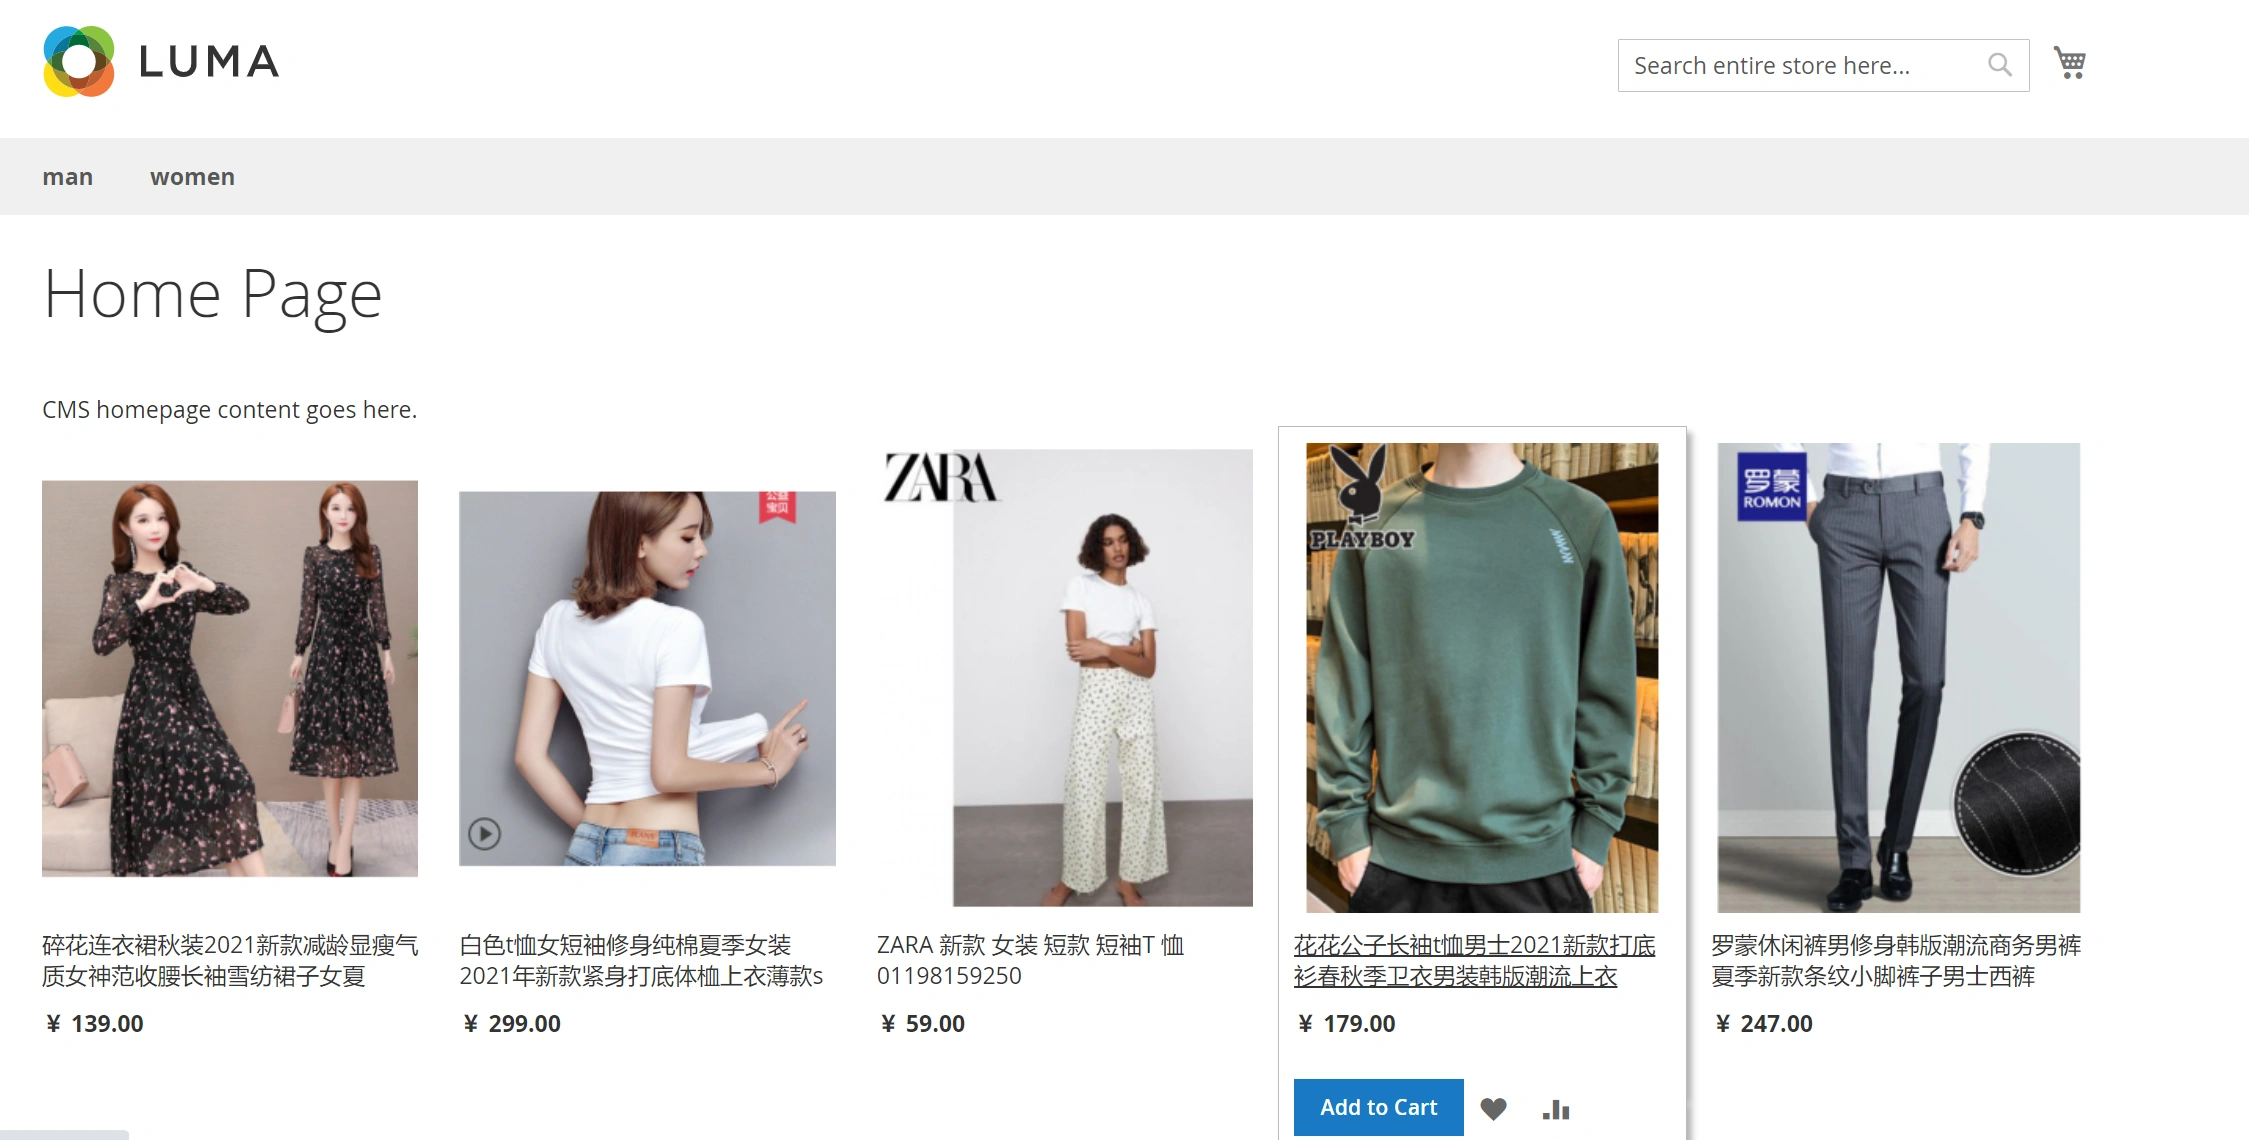 LUMA
Search entire store here...
man
women
Home Page
CMS homepage content goes here.
公益
宝贝
ZARA
PLAYBOY
罗蒙
ROMON
碎花连衣裙秋装2021新款减龄显瘦气
质女神范收腰长袖雪纺裙子女夏
¥ 139.00
白色t恤女短袖修身纯棉夏季女装
2021年新款紧身打底体桖上衣薄款s
¥ 299.00
ZARA 新款 女装 短款 短袖T 恤
01198159250
¥ 59.00
花花公子长袖t恤男士2021新款打底
衫春秋季卫衣男装韩版潮流上衣
¥ 179.00
Add to Cart
罗蒙休闲裤男修身韩版潮流商务男裤
夏季新款条纹小脚裤子男士西裤
¥ 247.00